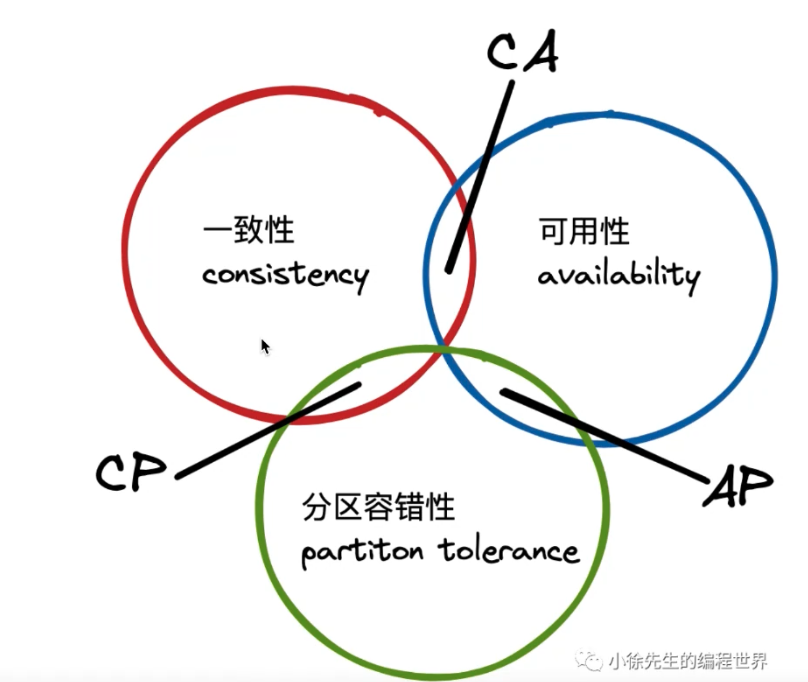 CA
一致性
consistency
可用性
availability
CP
AP
分区容错性
partiton tolerance
小徐先生的编程世界